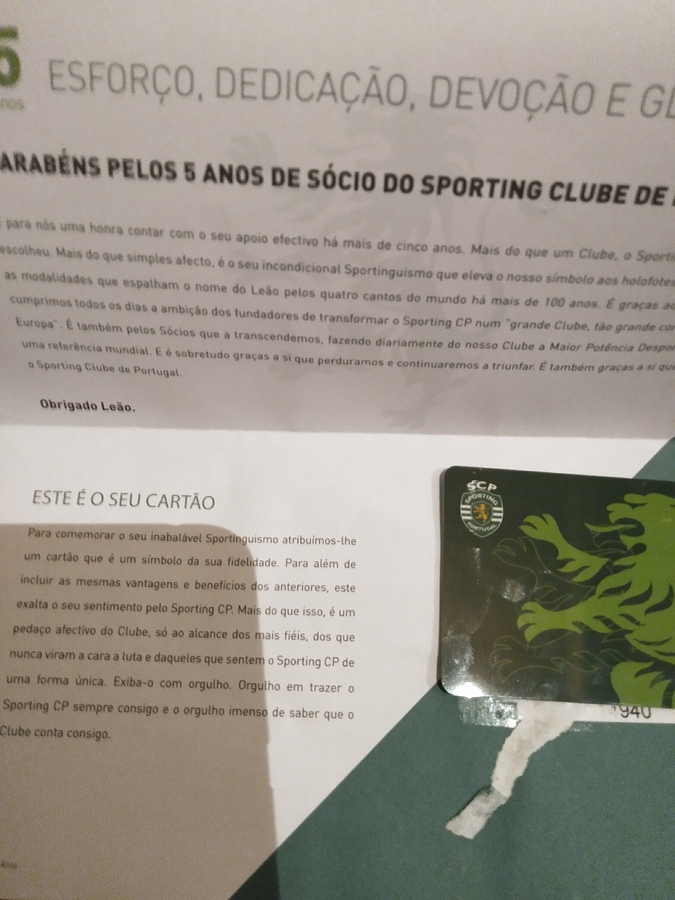 5
anos
ESFORÇO, DEDICAÇÃO, DEVOÇÃO E GL
ARABÉNS PELOS 5 ANOS DE SÓCIO DO SPORTING CLUBE DE
para nós uma honra contar com o seu apoio efectivo há mais de cinco anos. Mais do que um Clube, o Sporti
escolheu. Mais do que simples afecto, é o seu incondicional Sportinguismo que eleva o nosso símbolo aos holofotes
as modalidades que espalham o nome do Leão pelos quatro cantos do mundo há mais de 100 anos. É graças ao
cumprimos todos os dias a ambição dos fundadores de transformar o Sporting CP num "grande Clube, tão grande com
Europa". É também pelos Sócios que a transcendemos, fazendo diariamente do nosso Clube a Maior Potência Despor
uma referência mundial. E é sobretudo graças a si que perduramos e continuaremos a triunfar. É também graças a si que
o Sporting Clube de Portugal.
Obrigado Leão.
ESTE É O SEU CARTÃO
Para comemorar o seu inabalável Sportinguismo atribuímos-lhe
um cartão que é um símbolo da sua fidelidade. Para além de
incluir as mesmas vantagens e benefícios dos anteriores, este
exalta o seu sentimento pelo Sporting CP. Mais do que isso, é um
pedaço afectivo do Clube, só ao alcance dos mais fiéis, dos que
nunca viram a cara a luta e daqueles que sentem o Sporting CP de
uma forma única. Exiba-o com orgulho. Orgulho em trazer o
Sporting CP sempre consigo e o orgulho imenso de saber que o
Clube conta consigo.
SCP
SPORTING
PORTUGAL
940
Anos